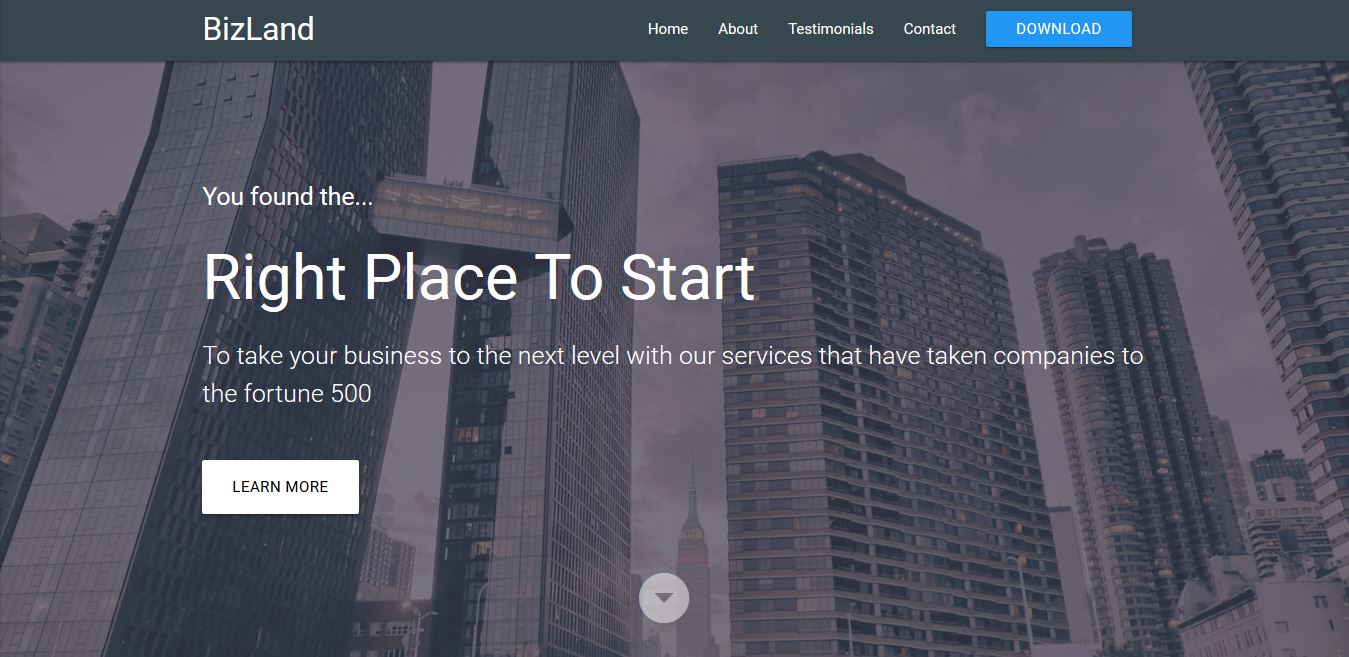 BizLand
Home
About
Testimonials
Contact
DOWNLOAD
You found the...
Right Place To Start
To take your business to the next level with our services that have taken companies to
the fortune 500
LEARN MORE